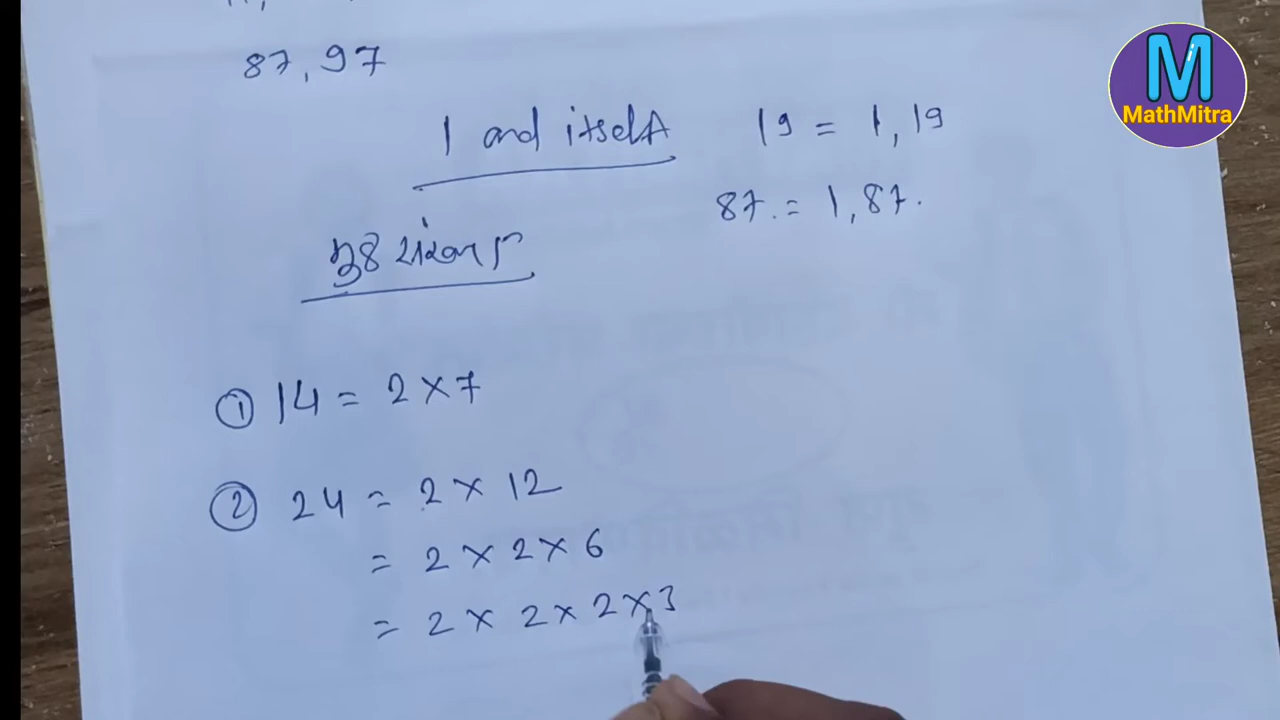 87, 97
1 and itself
19 = 1, 19
87. = 1, 87.
① 14 = 2 × 7
② 24 = 2 × 12
= 2 × 2 × 6
= 2 × 2 × 2 × 3
M
MathMitra